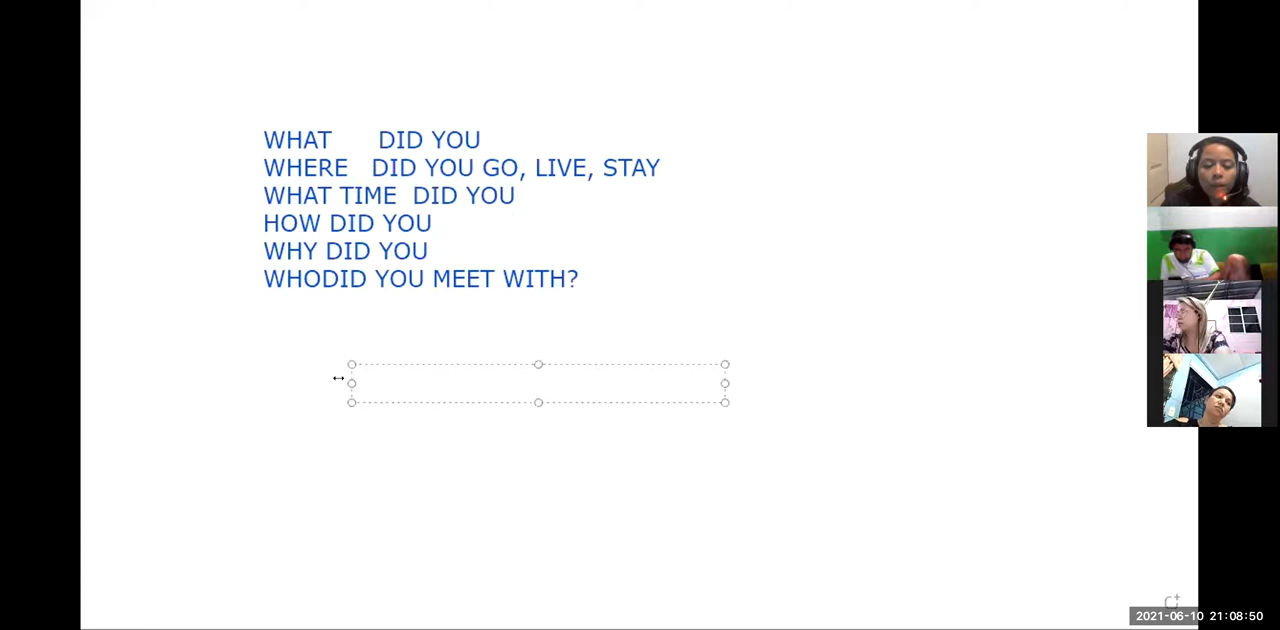 WHAT DID YOU
WHERE DID YOU GO, LIVE, STAY
WHAT TIME DID YOU
HOW DID YOU
WHY DID YOU
WHODID YOU MEET WITH?
2021-06-10 21:08:50